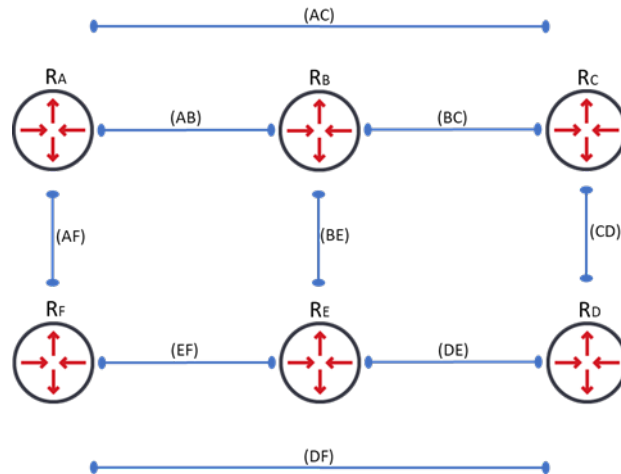 (AC)
RA RB RC
(AB) (BC)
(AF) (BE) (CD)
RF RE RD
(EF) (DE)
(DF)